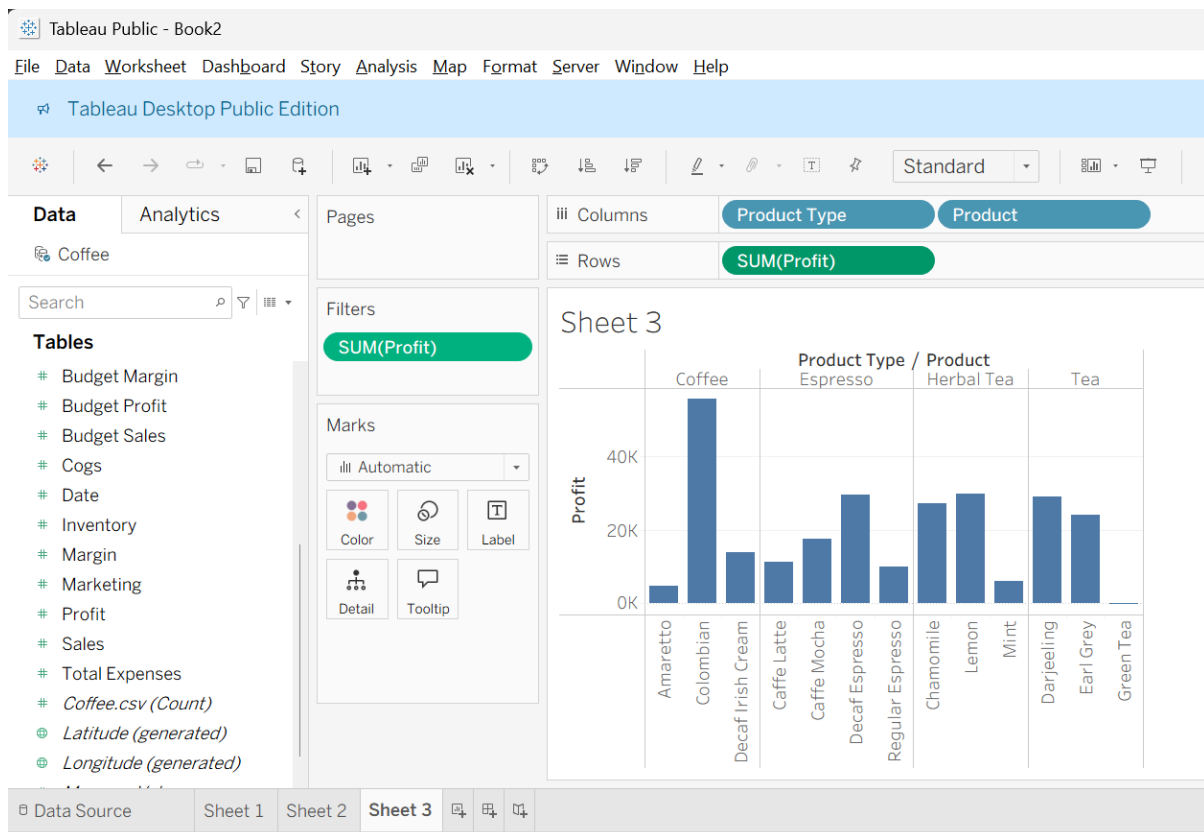 Tableau Public - Book2
File Data Worksheet Dashboard Story Analysis Map Format Server Window Help
Tableau Desktop Public Edition
Standard
Data Analytics
Coffee
Search
Tables
Budget Margin
Budget Profit
Budget Sales
Cogs
Date
Inventory
Margin
Marketing
Profit
Sales
Total Expenses
Coffee.csv (Count)
Latitude (generated)
Longitude (generated)
Pages
Filters
SUM(Profit)
Marks
Automatic
Color Size Label
Detail Tooltip
Columns Product Type Product
Rows SUM(Profit)
Sheet 3
Product Type / Product
Coffee Espresso Herbal Tea Tea
Profit
40K
20K
0K
Amaretto
Colombian
Decaf Irish Cream
Caffe Latte
Caffe Mocha
Decaf Espresso
Regular Espresso
Chamomile
Lemon
Mint
Darjeeling
Earl Grey
Green Tea
Data Source Sheet 1 Sheet 2 Sheet 3